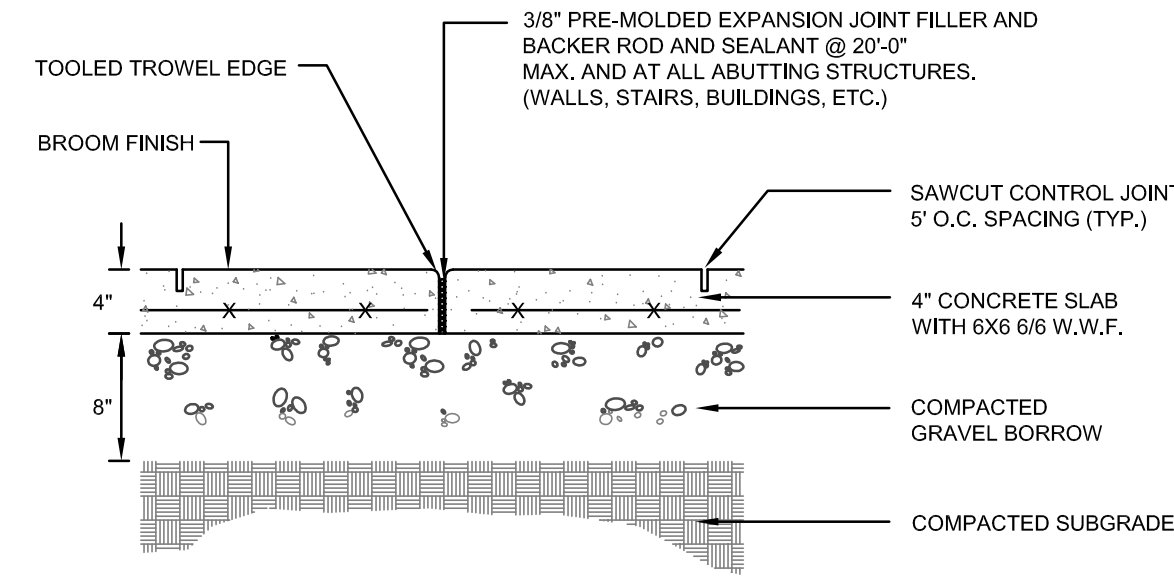 3/8" PRE-MOLDED EXPANSION JOINT FILLER AND
BACKER ROD AND SEALANT @ 20'-0"
MAX. AND AT ALL ABUTTING STRUCTURES.
(WALLS, STAIRS, BUILDINGS, ETC.)
TOOLED TROWEL EDGE
BROOM FINISH
SAWCUT CONTROL JOINT
5' O.C. SPACING (TYP.)
4"
4" CONCRETE SLAB
WITH 6X6 6/6 W.W.F.
8"
COMPACTED
GRAVEL BORROW
COMPACTED SUBGRADE